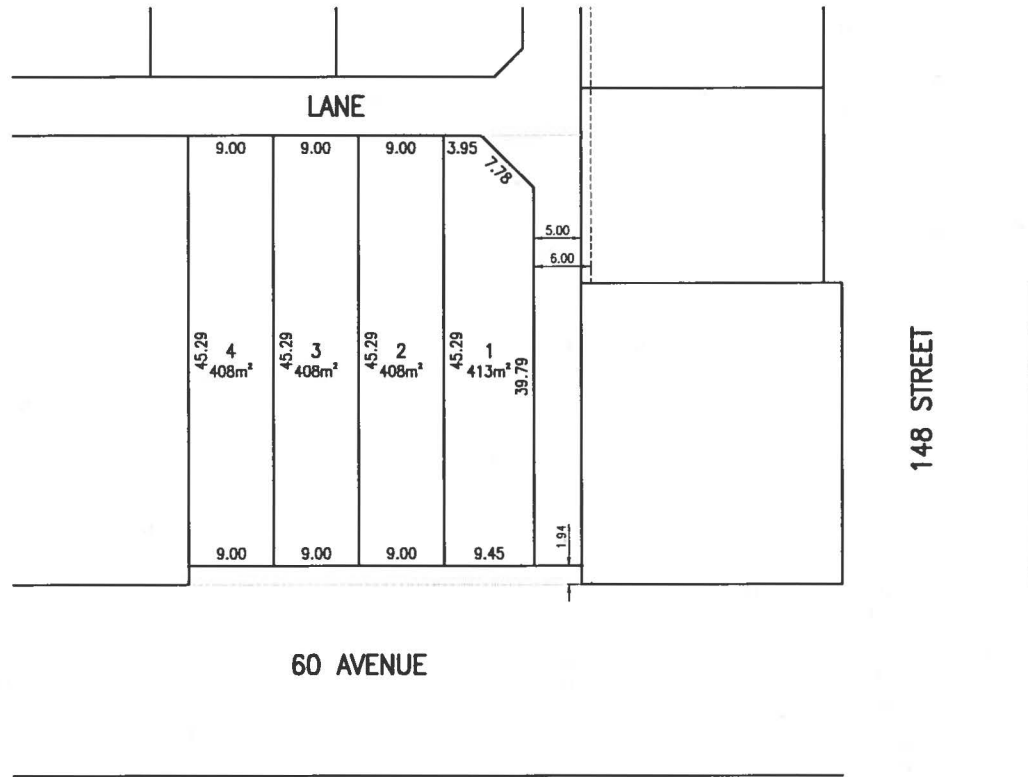 LANE
9.00 9.00 9.00 3.95
7.78
5.00
6.00
45.29 4 45.29 3 45.29 2 45.29 1
408m² 408m² 408m² 413m²
39.79
148 STREET
1.94
9.00 9.00 9.00 9.45
60 AVENUE